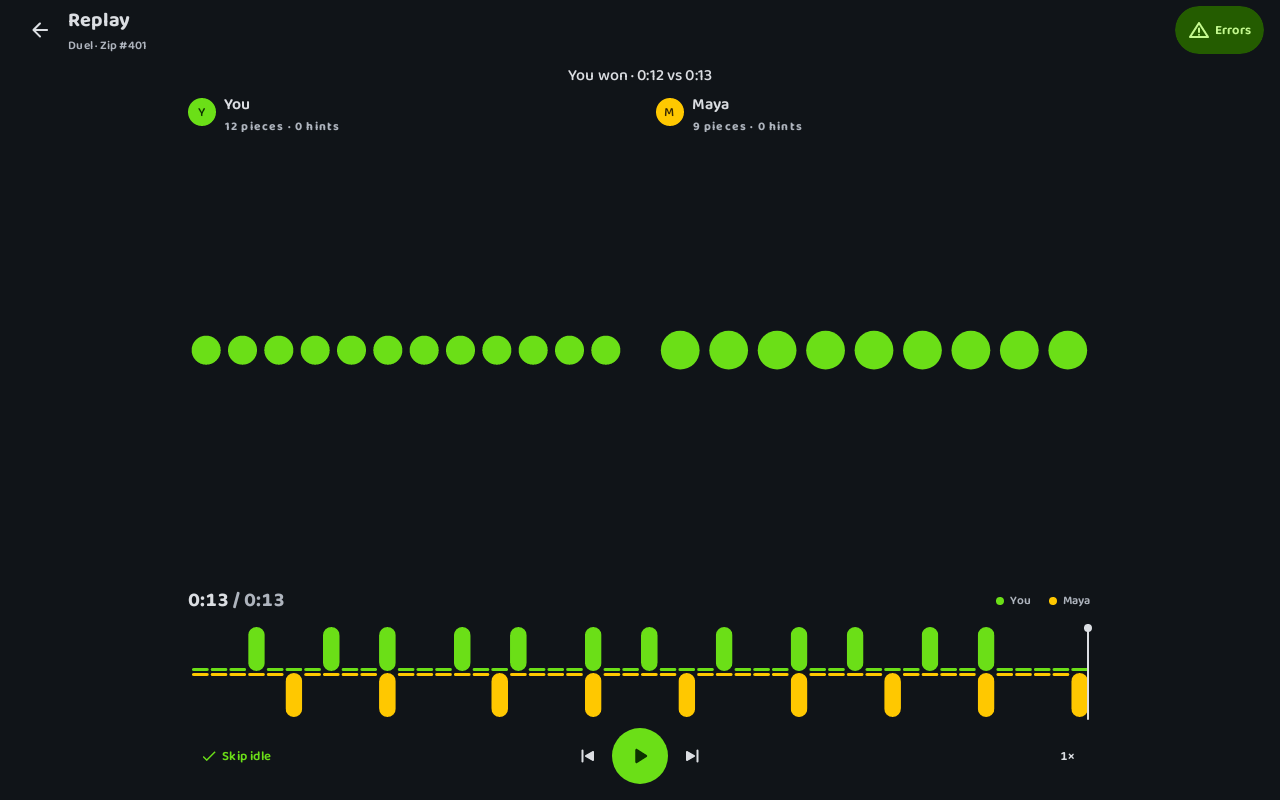 Replay
Duel · Zip #401
Errors
You won · 0:12 vs 0:13
Y
You
12 pieces · 0 hints
M
Maya
9 pieces · 0 hints
0:13 / 0:13
You
Maya
Skip idle
1×